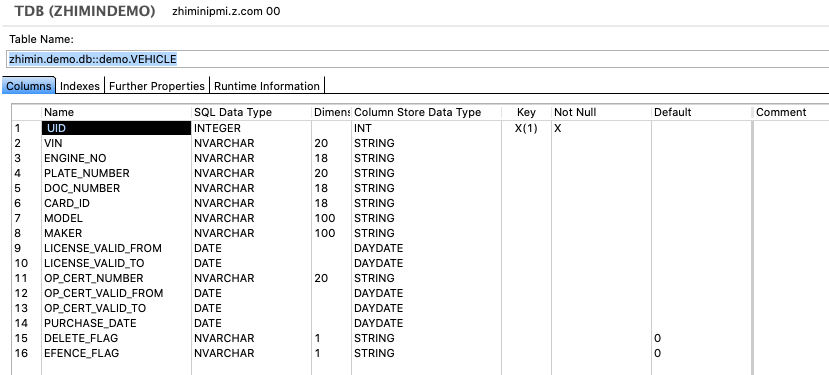 TDB (ZHIMINDEMO) zhiminipmi.z.com 00
Table Name:
zhimin.demo.db::demo.VEHICLE
Columns Indexes Further Properties Runtime Information
Name SQL Data Type Dimens Column Store Data Type Key Not Null Default Comment
1 UID INTEGER INT X(1) X
2 VIN NVARCHAR 20 STRING
3 ENGINE_NO NVARCHAR 18 STRING
4 PLATE_NUMBER NVARCHAR 20 STRING
5 DOC_NUMBER NVARCHAR 18 STRING
6 CARD_ID NVARCHAR 18 STRING
7 MODEL NVARCHAR 100 STRING
8 MAKER NVARCHAR 100 STRING
9 LICENSE_VALID_FROM DATE DAYDATE
10 LICENSE_VALID_TO DATE DAYDATE
11 OP_CERT_NUMBER NVARCHAR 20 STRING
12 OP_CERT_VALID_FROM DATE DAYDATE
13 OP_CERT_VALID_TO DATE DAYDATE
14 PURCHASE_DATE DATE DAYDATE
15 DELETE_FLAG NVARCHAR 1 STRING 0
16 EFENCE_FLAG NVARCHAR 1 STRING 0